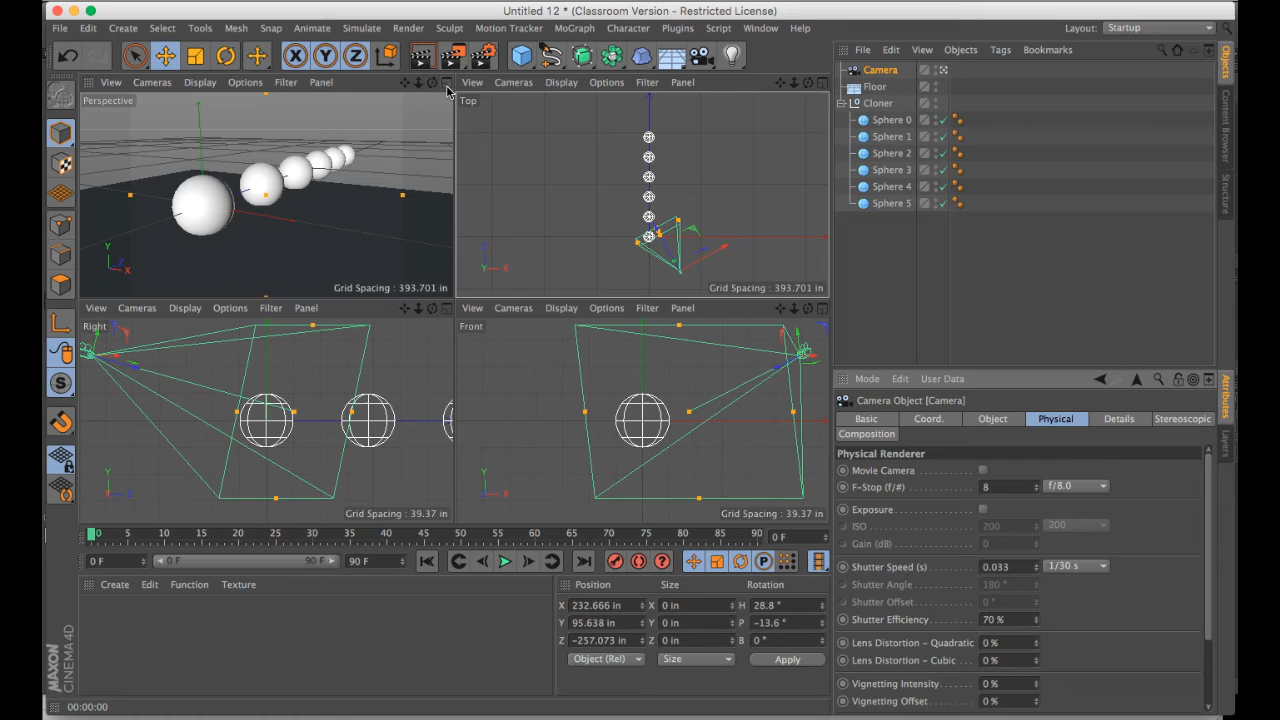 Untitled 12 * (Classroom Version - Restricted License)
File Edit Create Select Tools Mesh Snap Animate Simulate Render Sculpt Motion Tracker MoGraph Character Plugins Script Window Help Layout: Startup
X Y Z
File Edit View Objects Tags Bookmarks
View Cameras Display Options Filter Panel
View Cameras Display Options Filter Panel
Perspective
Top
Camera
Floor
Cloner
Sphere 0
Sphere 1
Sphere 2
Sphere 3
Sphere 4
Sphere 5
Y Z X
Z Y X
Grid Spacing : 393.701 in
Grid Spacing : 393.701 in
View Cameras Display Options Filter Panel
View Cameras Display Options Filter Panel
Right
Front
Y X Z
Y Z X
Grid Spacing : 39.37 in
Grid Spacing : 39.37 in
Objects
Content Browser
Structure
Attributes
Layers
Mode Edit User Data
Camera Object [Camera]
Basic Coord. Object Physical Details Stereoscopic
Composition
Physical Renderer
Movie Camera
F-Stop (f/#) 8 f/8.0
Exposure
ISO 200 200
Gain (dB) 0
Shutter Speed (s) 0.033 1/30 s
Shutter Angle 180 °
Shutter Offset 0 °
Shutter Efficiency 70 %
Lens Distortion - Quadratic 0 %
Lens Distortion - Cubic 0 %
Vignetting Intensity 0 %
Vignetting Offset 0 %
0 5 10 15 20 25 30 35 40 45 50 55 60 65 70 75 80 85 90 0 F
0 F 0 F 90 F 90 F
Create Edit Function Texture
Position Size Rotation
X 232.666 in X 0 in H 28.8 °
Y 95.638 in Y 0 in P -13.6 °
Z -257.073 in Z 0 in B 0 °
Object (Rel) Size Apply
MAXON
CINEMA 4D
00:00:00